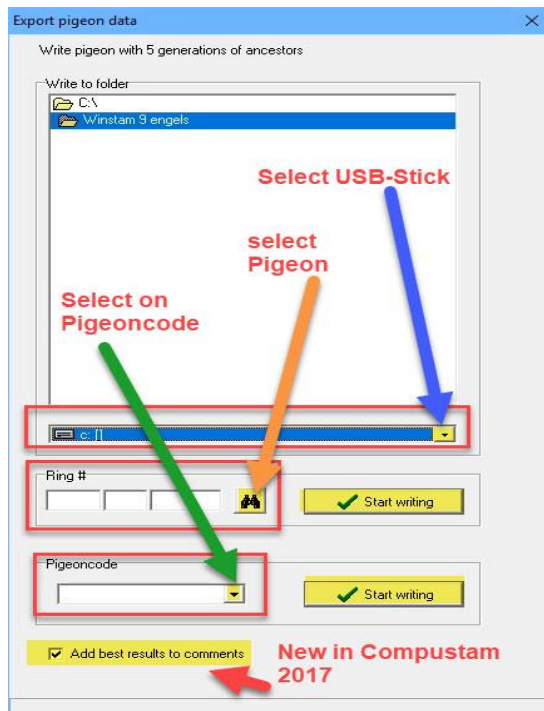 Export pigeon data
Write pigeon with 5 generations of ancestors
Write to folder
C:\
Winstam 9 engels
Select USB-Stick
select
Pigeon
Select on
Pigeoncode
c: []
Ring #
Start writing
Pigeoncode
Start writing
Add best results to comments
New in Compustam
2017